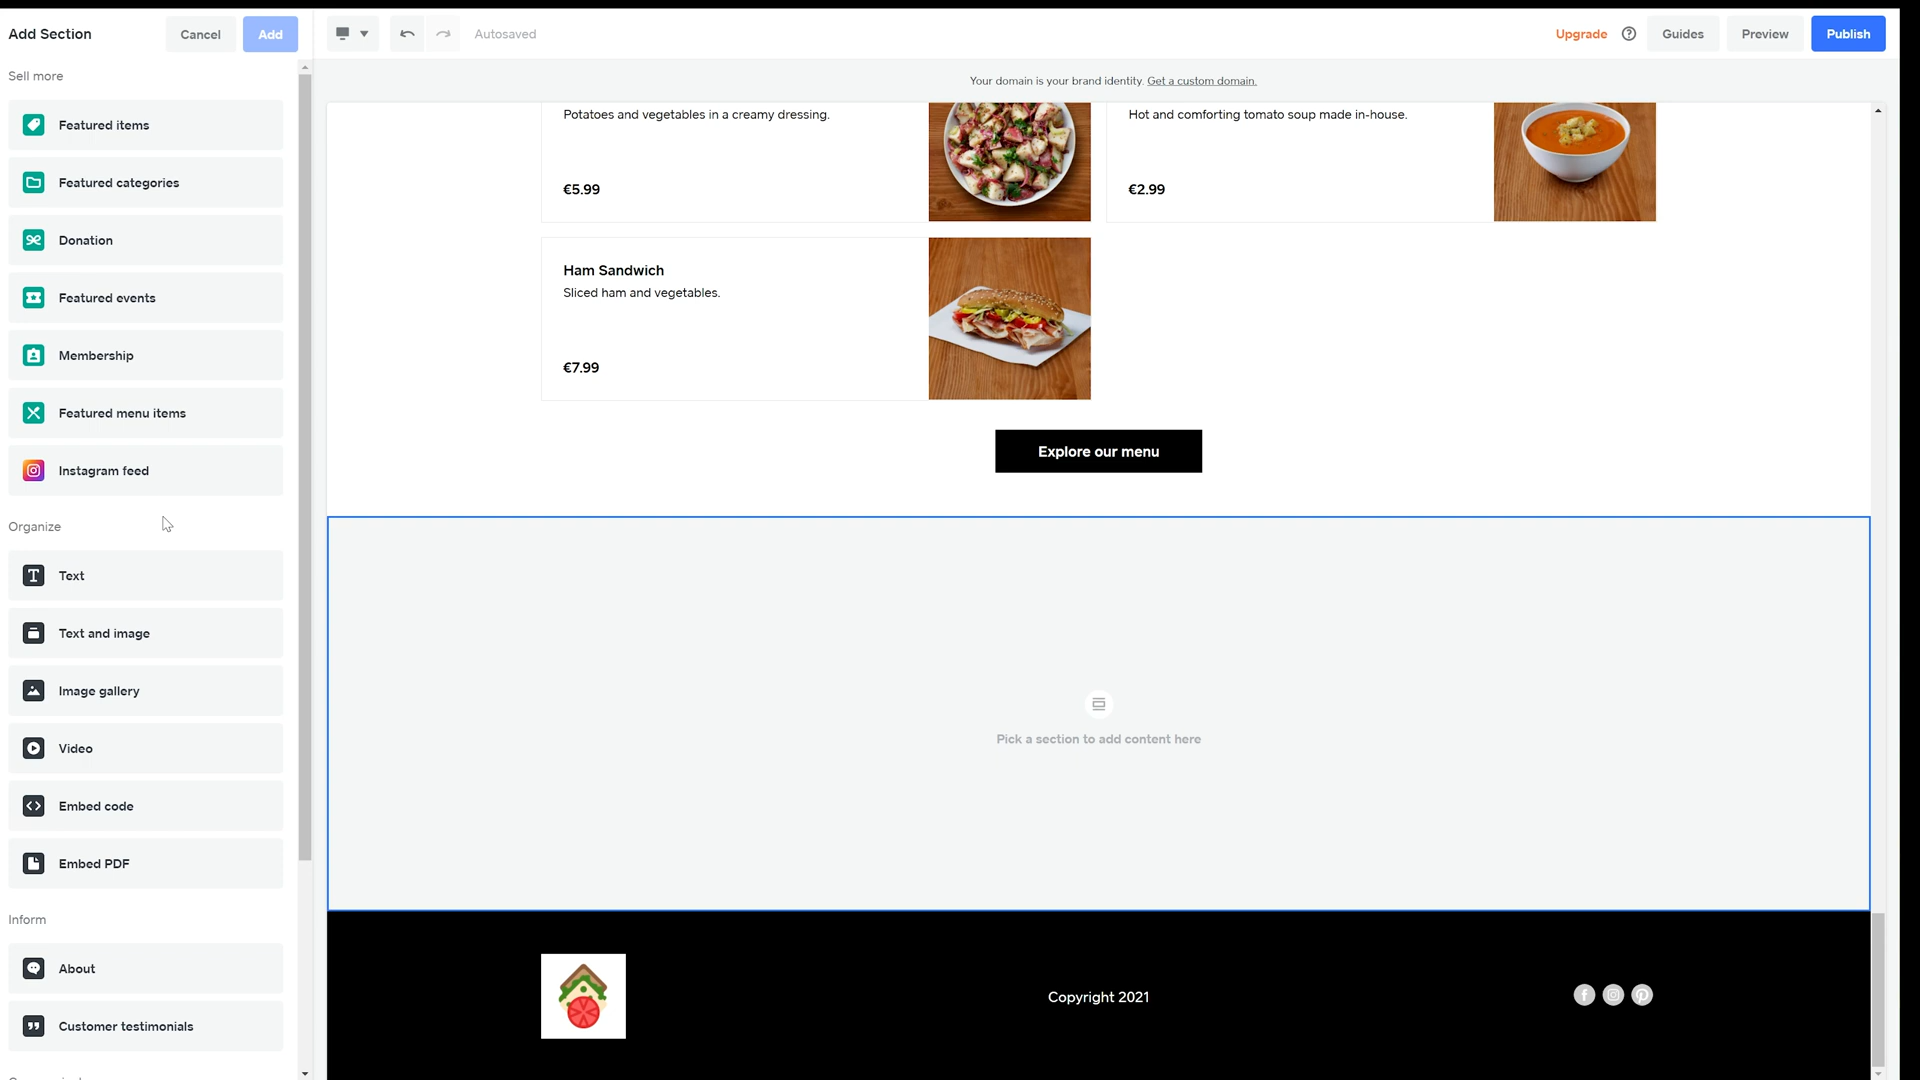 Add Section
Cancel
Add
Autosaved
Upgrade
Guides
Preview
Publish
Your domain is your brand identity. Get a custom domain.
Sell more
Featured items
Featured categories
Donation
Featured events
Membership
Featured menu items
Instagram feed
Organize
Text
Text and image
Image gallery
Video
Embed code
Embed PDF
Inform
About
Customer testimonials
Potatoes and vegetables in a creamy dressing.
€5.99
Hot and comforting tomato soup made in-house.
€2.99
Ham Sandwich
Sliced ham and vegetables.
€7.99
Explore our menu
Pick a section to add content here
Copyright 2021